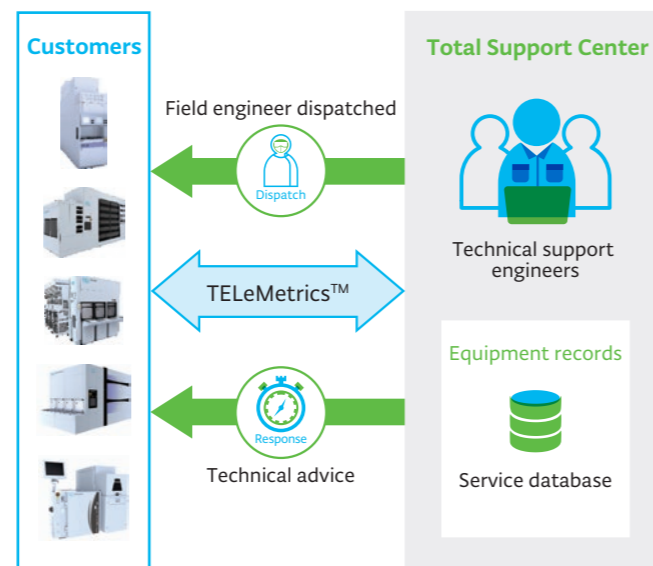 Customers
Total Support Center
Field engineer dispatched
Dispatch
Technical support
engineers
TELeMetrics™
Equipment records
Response
Technical advice
Service database